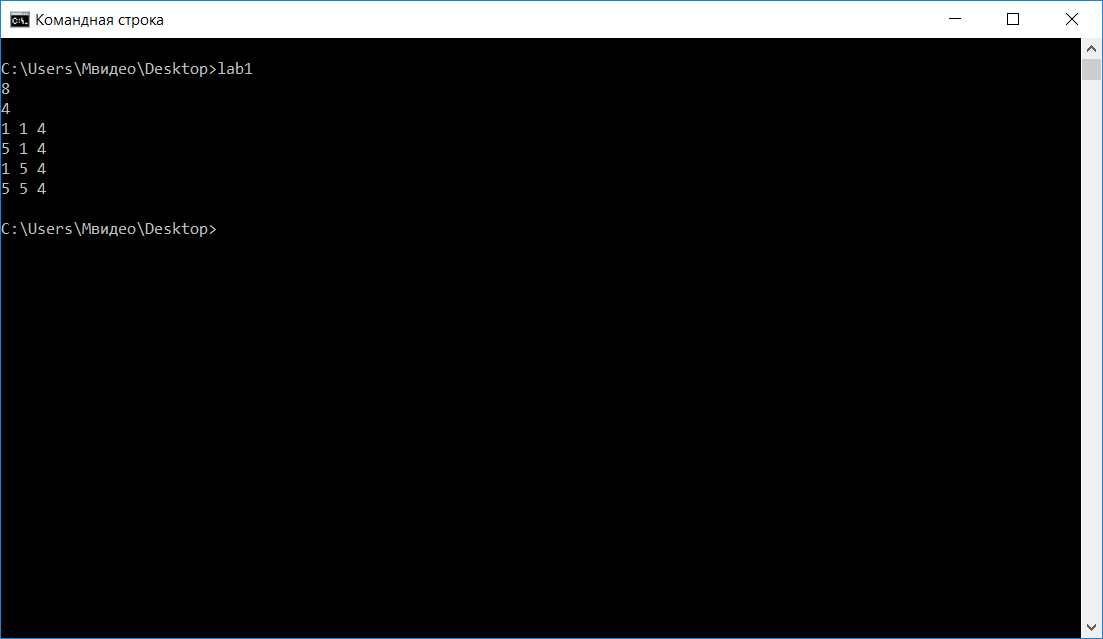 Командная строка
C:\Users\Мвидео\Desktop>lab1
8
4
1 1 4
5 1 4
1 5 4
5 5 4
C:\Users\Мвидео\Desktop>